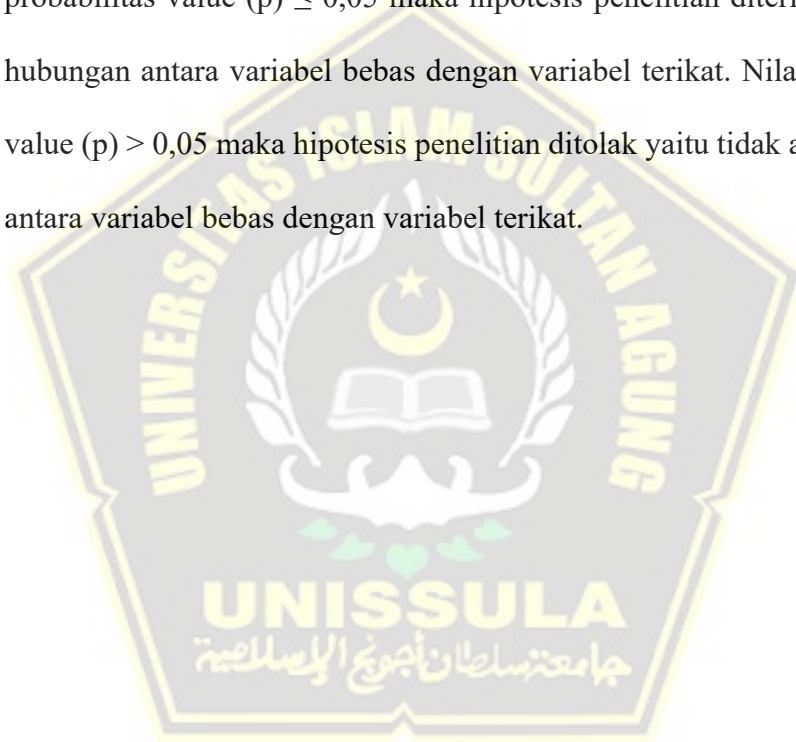 probabilitas value (p) ≤ 0,05 maka hipotesis penelitian diteri
hubungan antara variabel bebas dengan variabel terikat. Nila
value (p) > 0,05 maka hipotesis penelitian ditolak yaitu tidak a
antara variabel bebas dengan variabel terikat.
UNIVERSITAS ISLAM SULTAN AGUNG
UNISSULA
جامعتنسلطان أجونج الإسلامية